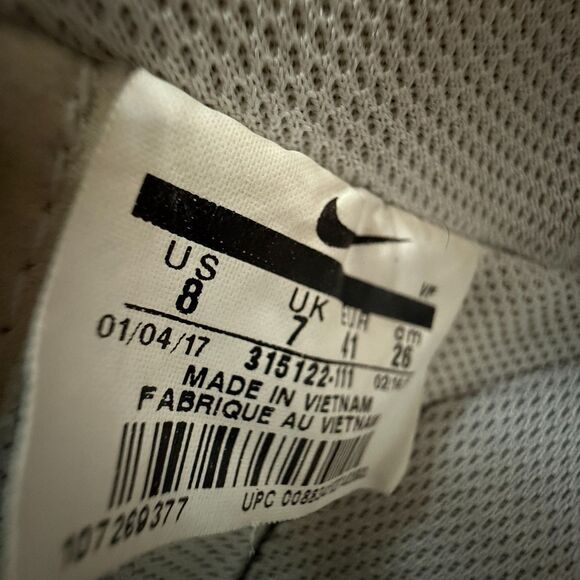 US UK EUR cm
8 7 41 26
01/04/17
315122-111
MADE IN VIETNAM
FABRIQUE AU VIETNAM
UPC
107269377